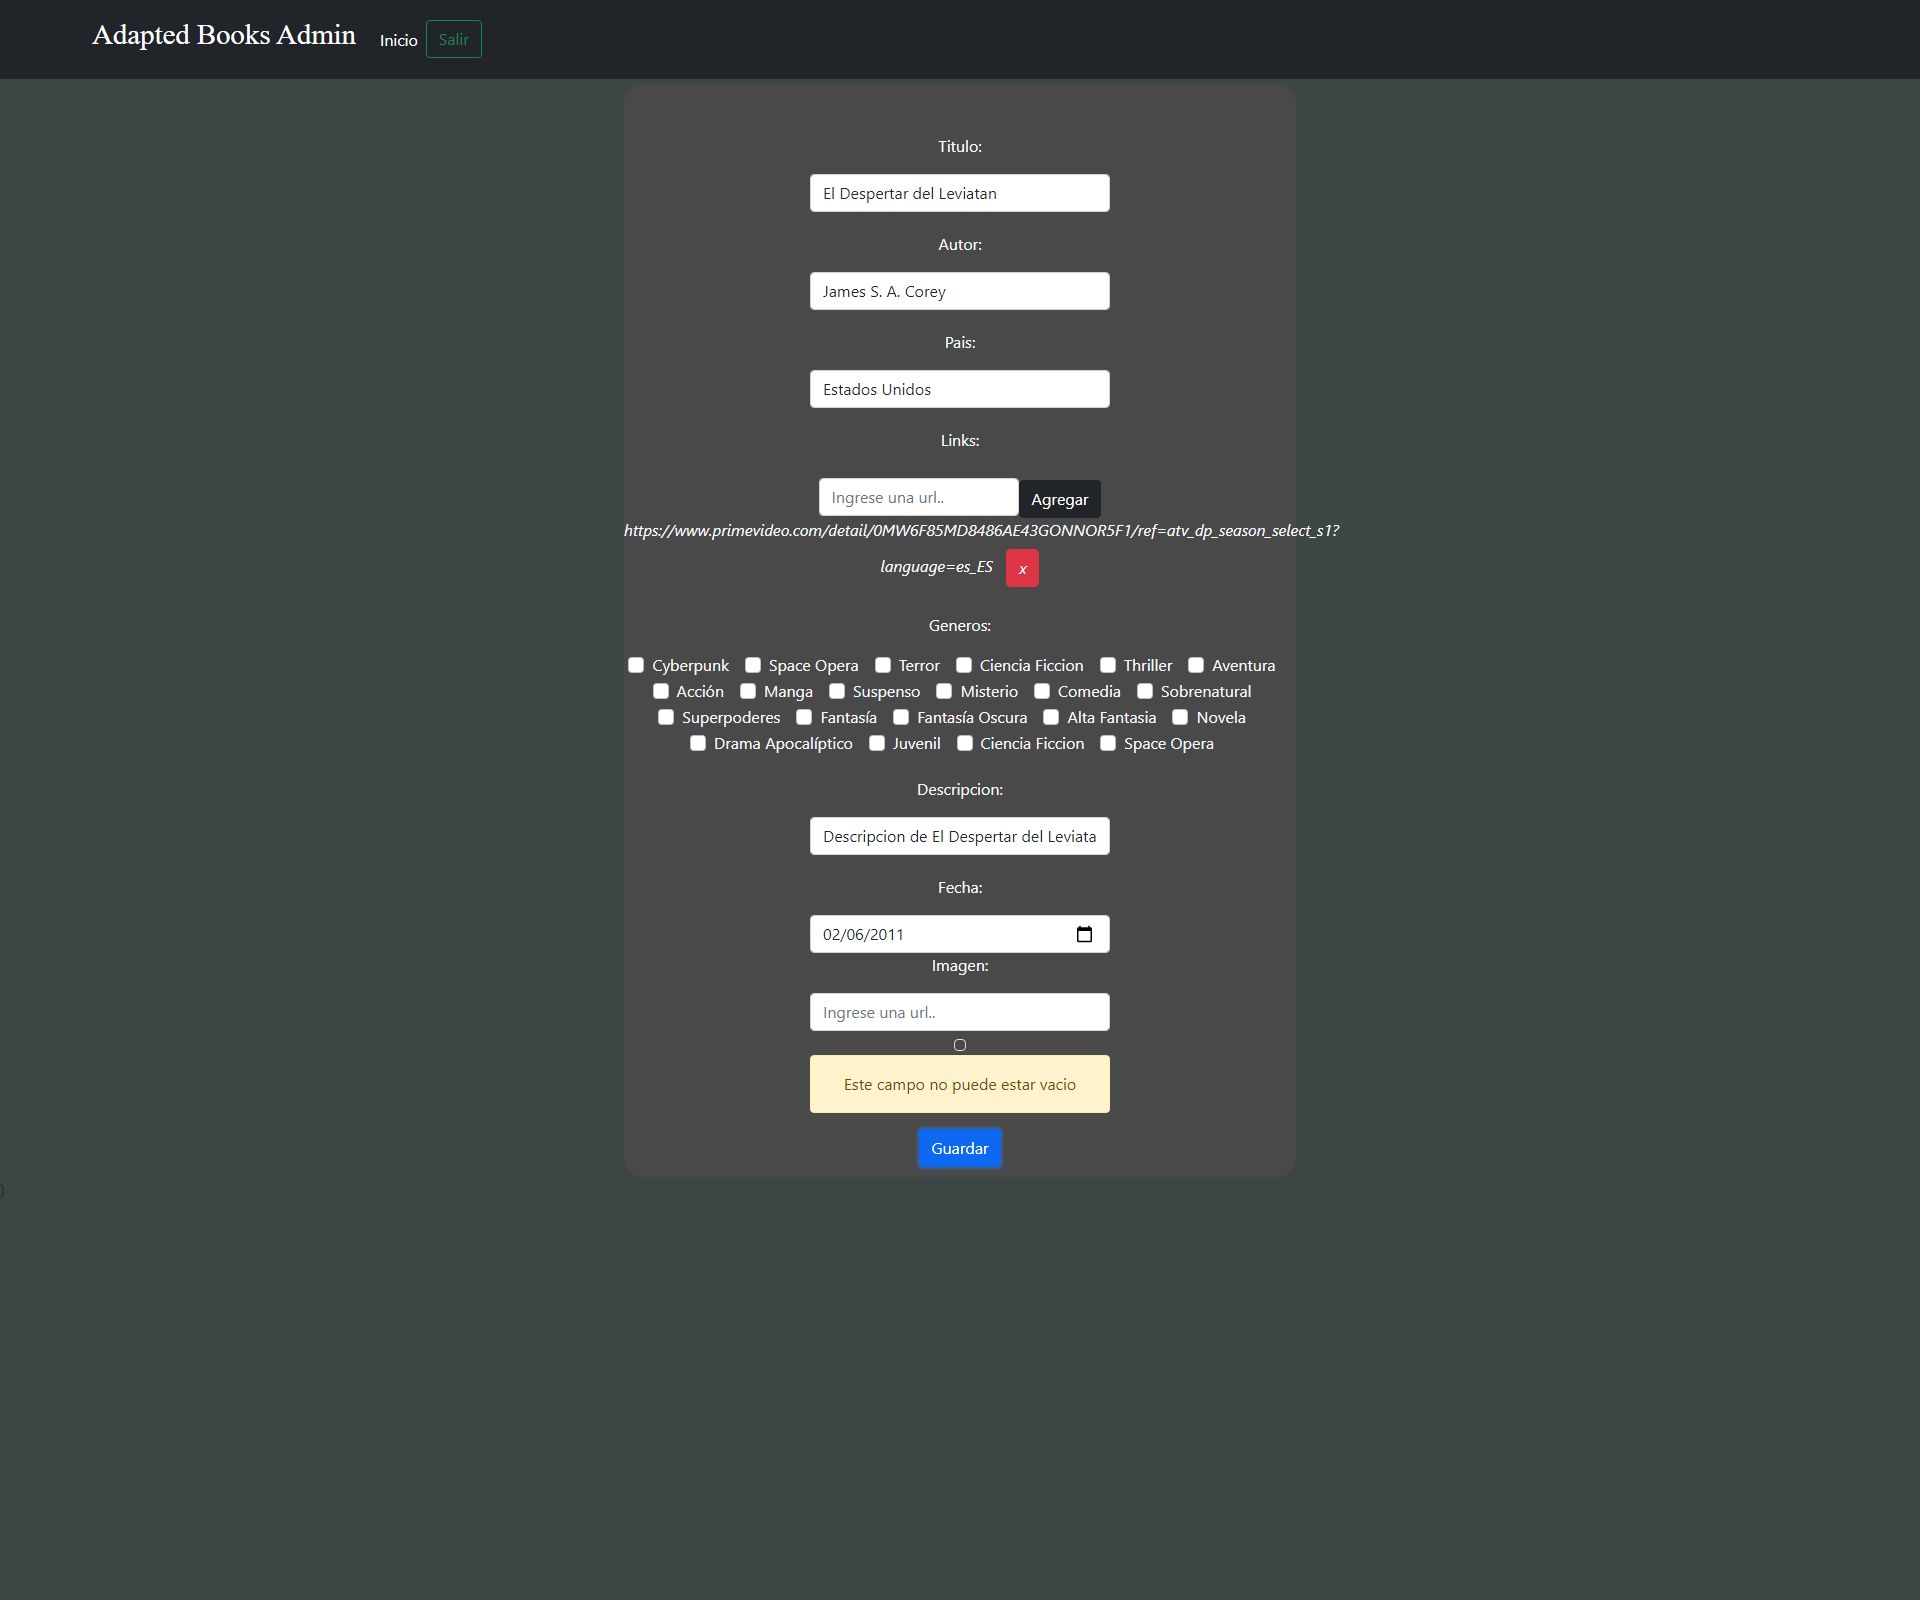 Adapted Books Admin Inicio Salir
Titulo:
El Despertar del Leviatan
Autor:
James S. A. Corey
Pais:
Estados Unidos
Links:
Ingrese una url.. Agregar
https://www.primevideo.com/detail/0MW6F85MD8486AE43GONNOR5F1/ref=atv_dp_season_select_s1?
language=es_ES x
Generos:
Cyberpunk Space Opera Terror Ciencia Ficcion Thriller Aventura
Acción Manga Suspenso Misterio Comedia Sobrenatural
Superpoderes Fantasía Fantasía Oscura Alta Fantasia Novela
Drama Apocalíptico Juvenil Ciencia Ficcion Space Opera
Descripcion:
Descripcion de El Despertar del Leviata
Fecha:
02/06/2011
Imagen:
Ingrese una url..
Este campo no puede estar vacio
Guardar
)